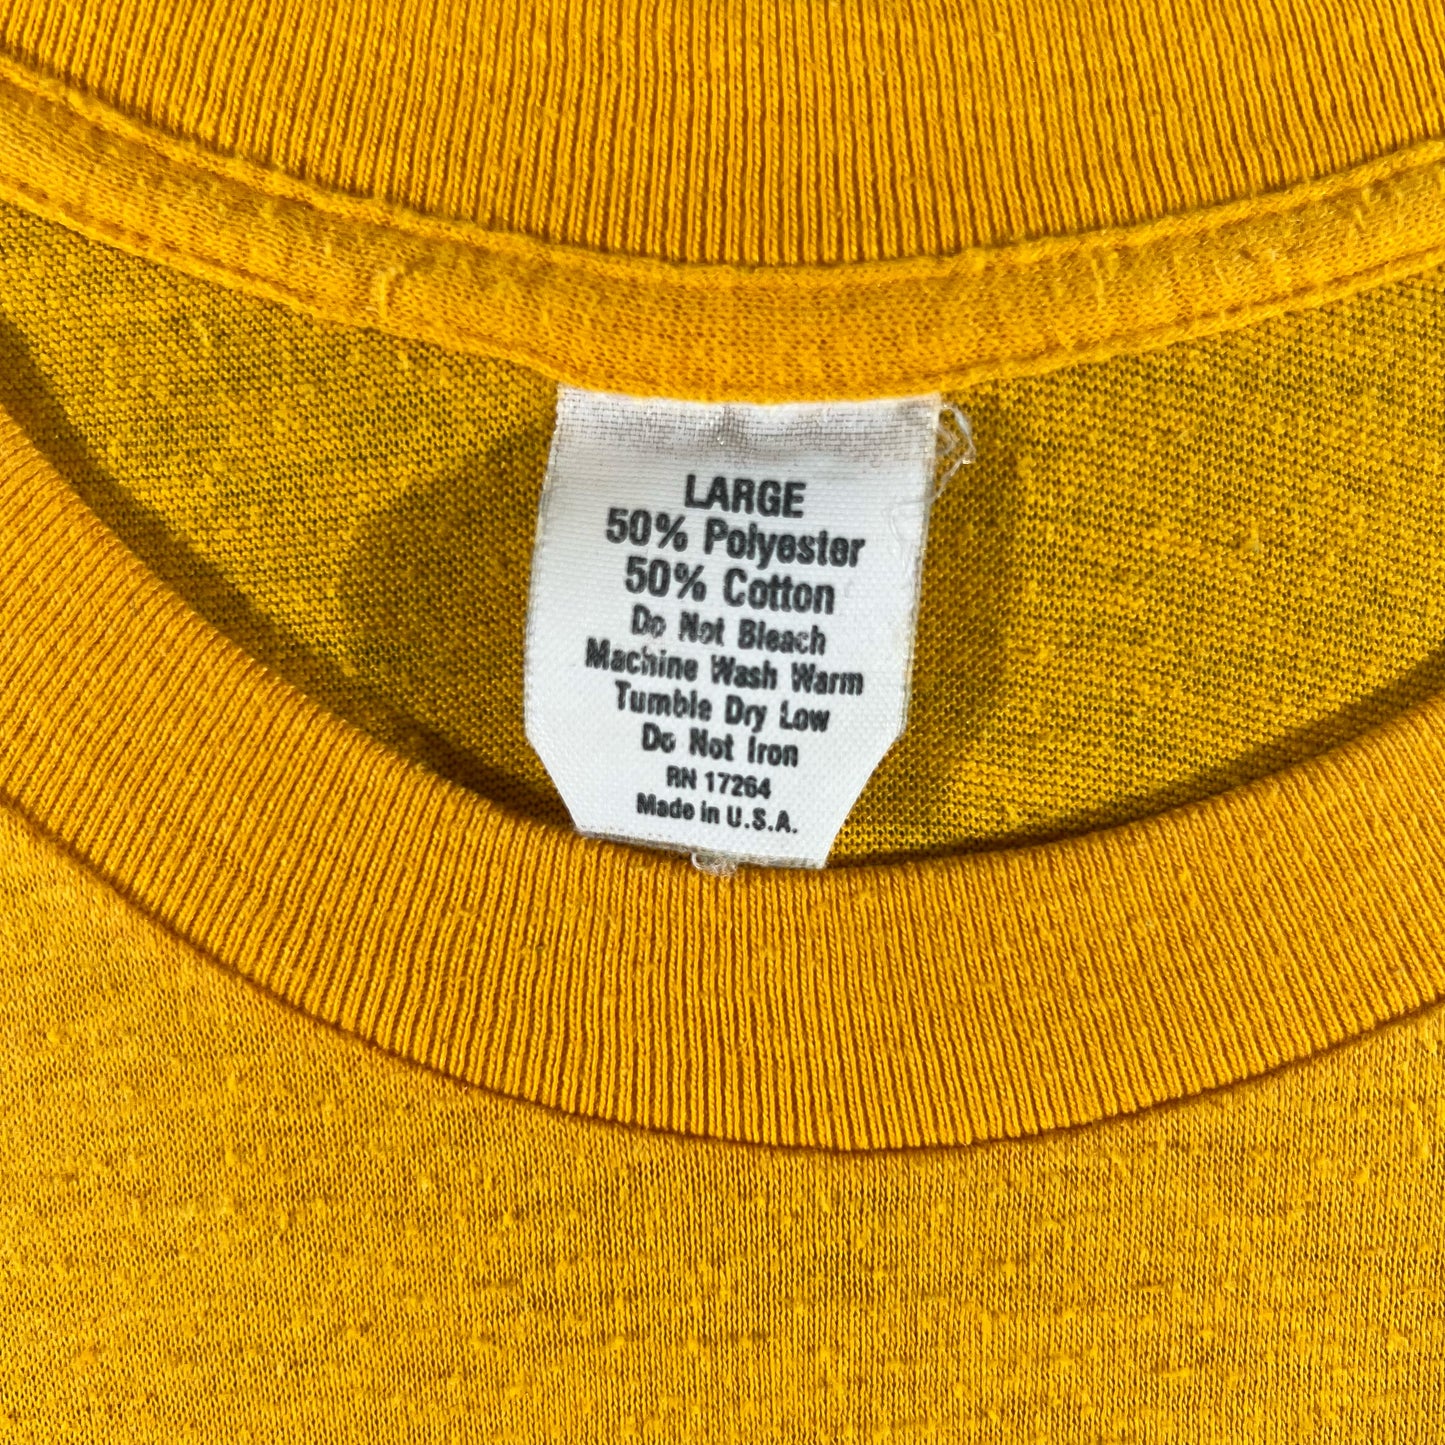 LARGE
50% Polyester
50% Cotton
Do Not Bleach
Machine Wash Warm
Tumble Dry Low
Do Not Iron
RN 17264
Made in U.S.A.